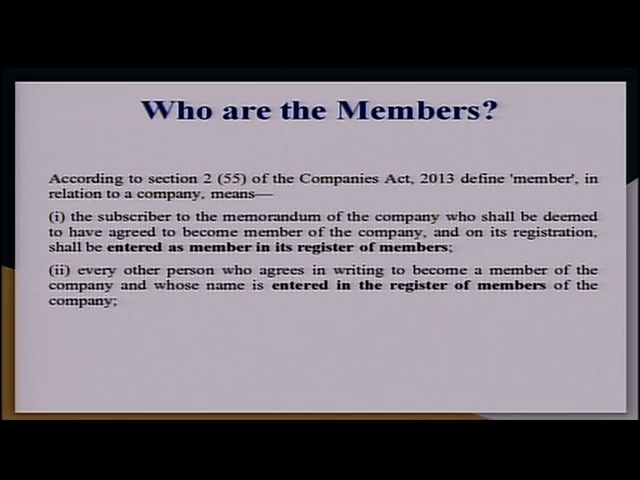 Who are the Members?
According to section 2 (55) of the Companies Act, 2013 define 'member', in
relation to a company, means—
(i) the subscriber to the memorandum of the company who shall be deemed
to have agreed to become member of the company, and on its registration,
shall be entered as member in its register of members;
(ii) every other person who agrees in writing to become a member of the
company and whose name is entered in the register of members of the
company;